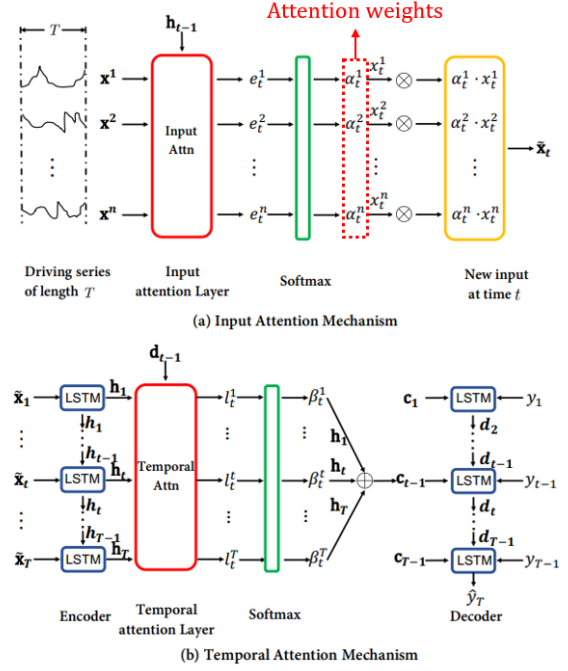 Attention weights
T
h_{t-1}
x^1 e_t^1 α_t^1 x_t^1 ⊗ α_t^1 · x_t^1
x^2 e_t^2 α_t^2 x_t^2 ⊗ α_t^2 · x_t^2
Input
Attn
⋮ ⋮ ⋮ ⋮ ⋮ x̃_t
x^n e_t^n α_t^n x_t^n ⊗ α_t^n · x_t^n
Driving series
of length T
Input
attention Layer
Softmax
New input
at time t
(a) Input Attention Mechanism
d_{t-1}
x̃_1 LSTM h_1 l_t^1 β_t^1 c_1 LSTM y_1
h_1 h_1 d_2
⋮ ⋮ ⋮ ⋮ ⋮
h_{t-1} d_{t-1}
x̃_t LSTM h_t l_t^t β_t^t h_t ⊕ c_{t-1} LSTM y_{t-1}
Temporal
Attn
h_t h_T d_t
⋮ ⋮ ⋮ ⋮ ⋮
h_{T-1} d_{T-1}
x̃_T LSTM h_T l_t^T β_t^T c_{T-1} LSTM y_{T-1}
ŷ_T
Encoder
Temporal
attention Layer
Softmax
Decoder
(b) Temporal Attention Mechanism